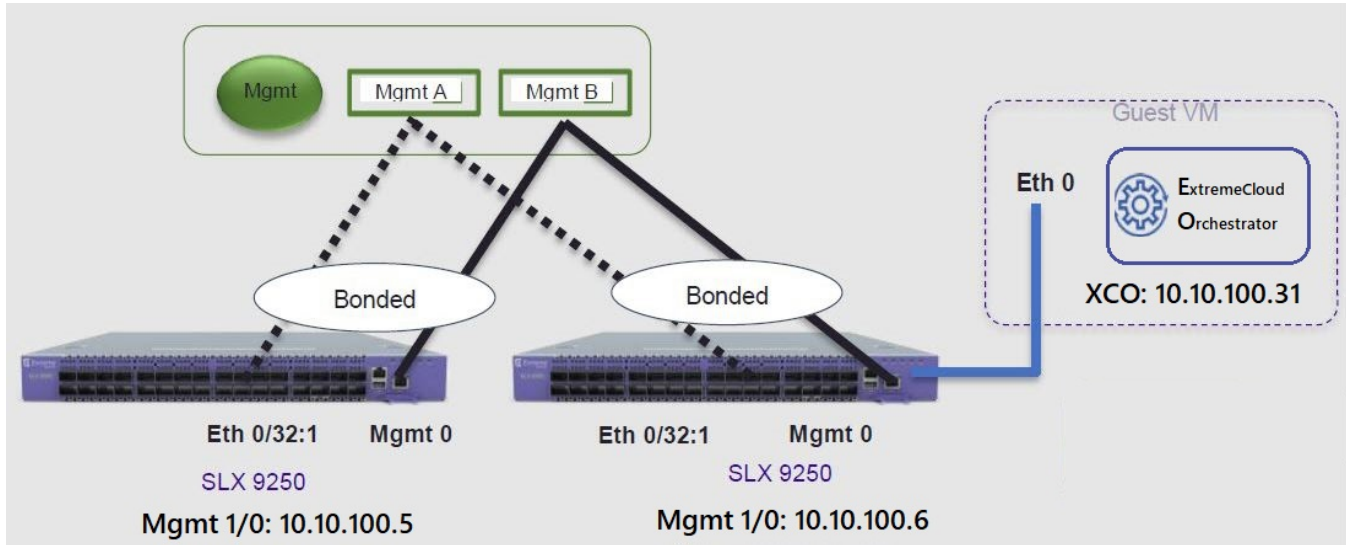 Mgmt
Mgmt A
Mgmt B
Guest VM
Eth 0
ExtremeCloud
Orchestrator
XCO: 10.10.100.31
Bonded
Bonded
Eth 0/32:1
Mgmt 0
Eth 0/32:1
Mgmt 0
SLX 9250
SLX 9250
Mgmt 1/0: 10.10.100.5
Mgmt 1/0: 10.10.100.6